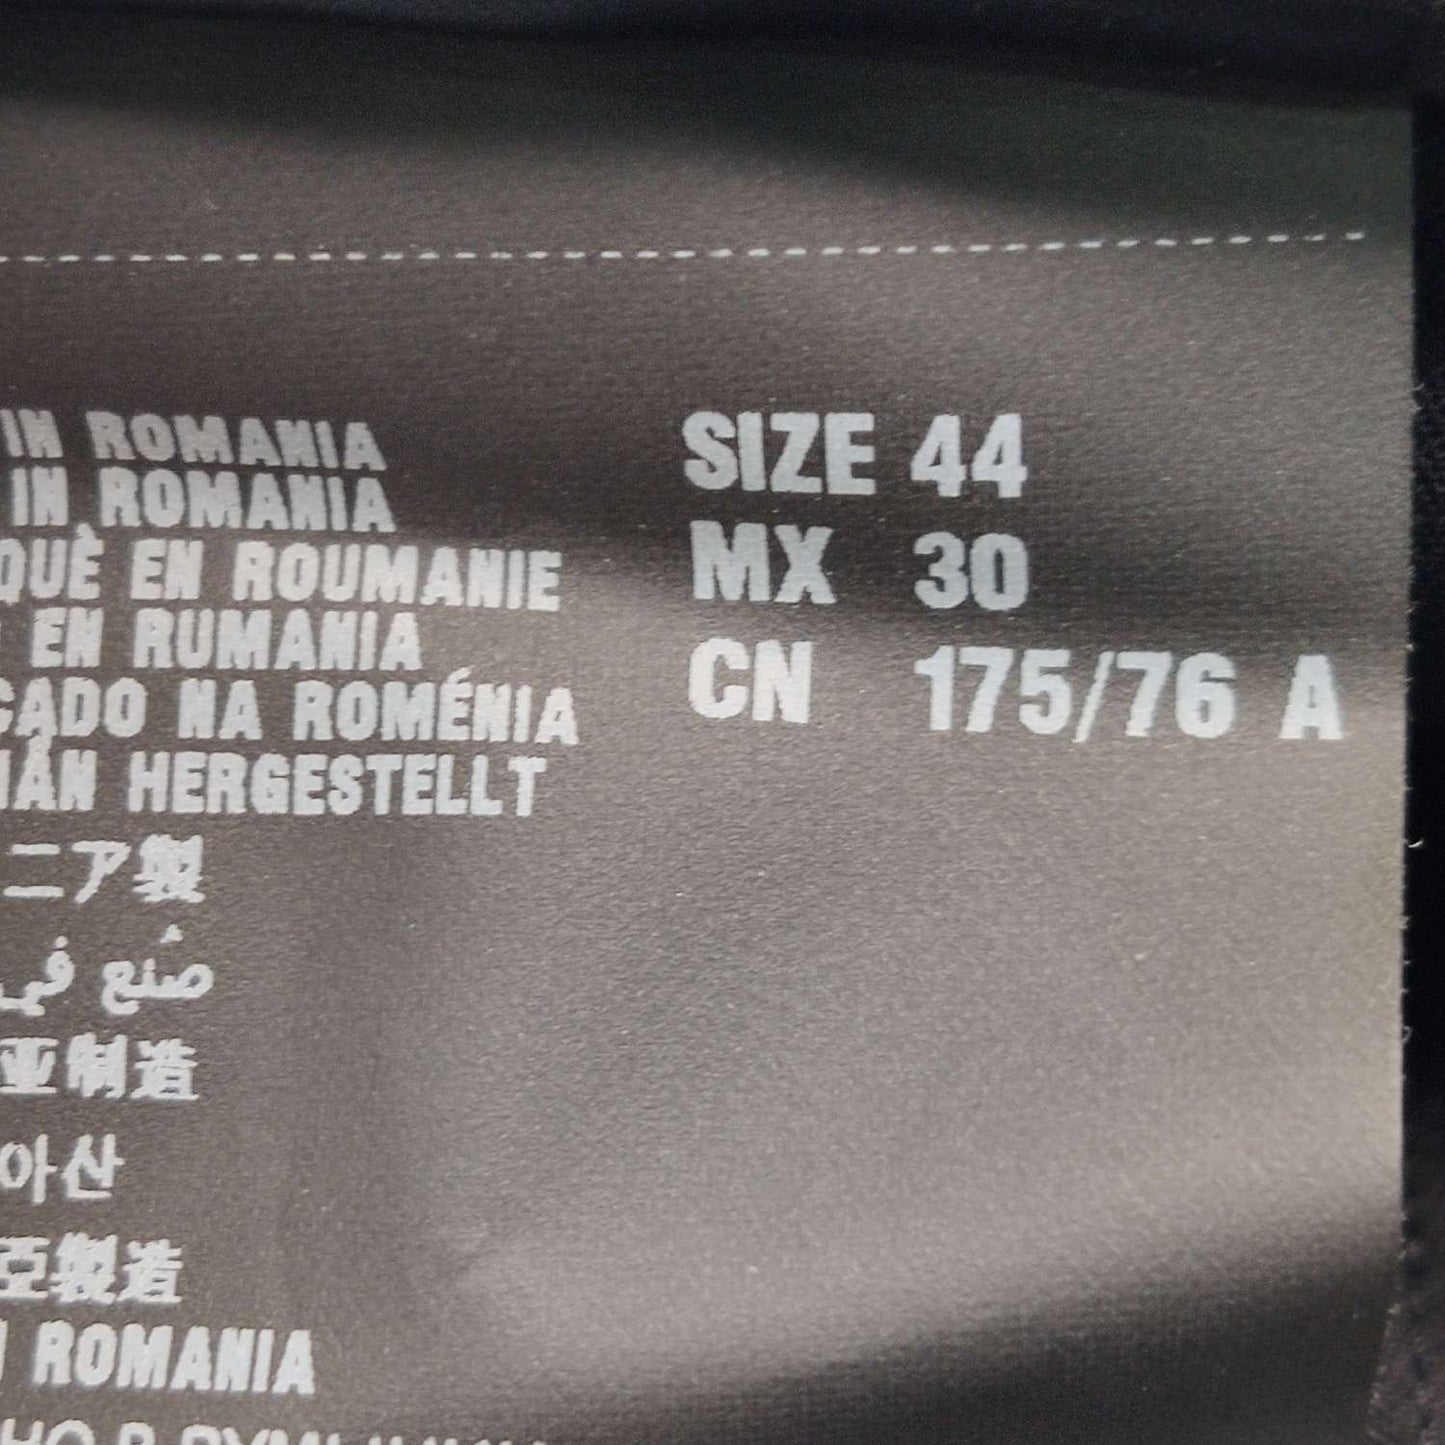 IN ROMANIA
IN ROMANIA
QUÈ EN ROUMANIE
EN RUMANIA
CADO NA ROMÉNIA
HERGESTELLT
ニア製
صُنع في
亚制造
아산
亞製造
ROMANIA
SIZE 44
MX 30
CN 175/76 A